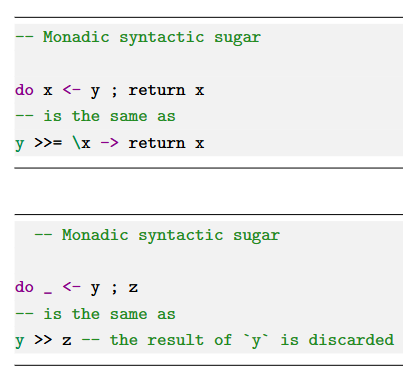 -- Monadic syntactic sugar
do x <- y ; return x
-- is the same as
y >>= \x -> return x
-- Monadic syntactic sugar
do _ <- y ; z
-- is the same as
y >> z -- the result of `y` is discarded